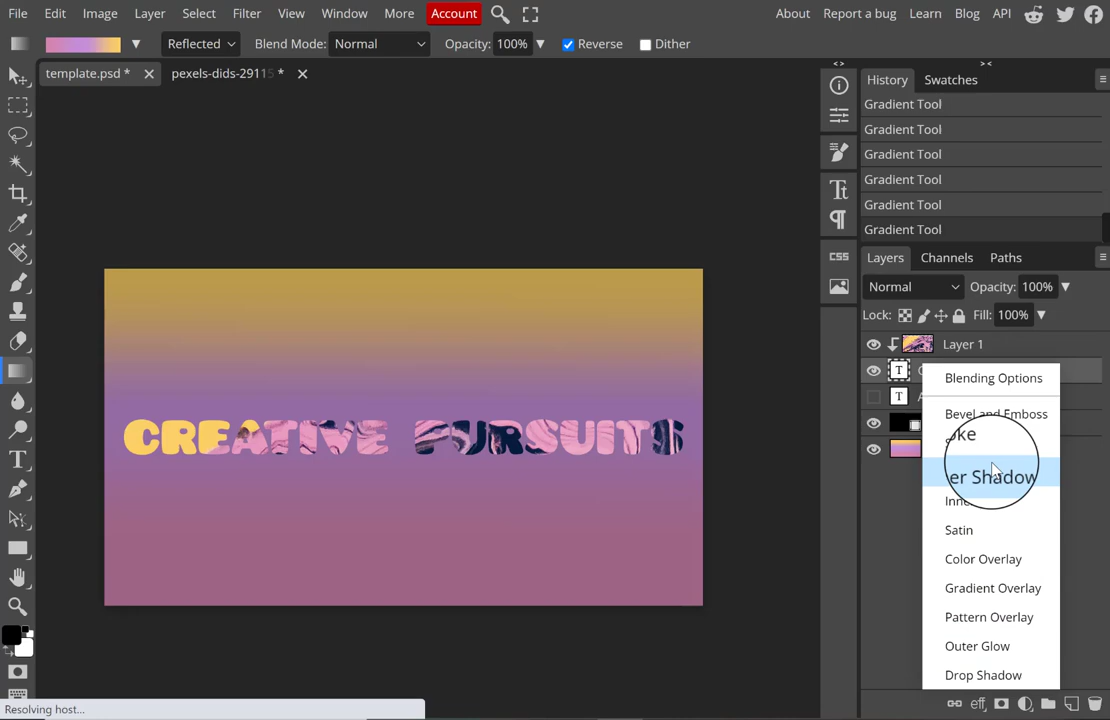 File Edit Image Layer Select Filter View Window More Account About Report a bug Learn Blog API
Reflected Blend Mode: Normal Opacity: 100% Reverse Dither
template.psd * pexels-dids-29115 *
History Swatches
Gradient Tool
Gradient Tool
Gradient Tool
Gradient Tool
Gradient Tool
Gradient Tool
Layers Channels Paths
Normal Opacity: 100%
Lock: Fill: 100%
Layer 1
Blending Options
Bevel and Emboss
oke
er Shadow
Inne
Satin
Color Overlay
Gradient Overlay
Pattern Overlay
Outer Glow
Drop Shadow
CREATIVE PURSUITS
CSS
eff
Resolving host...